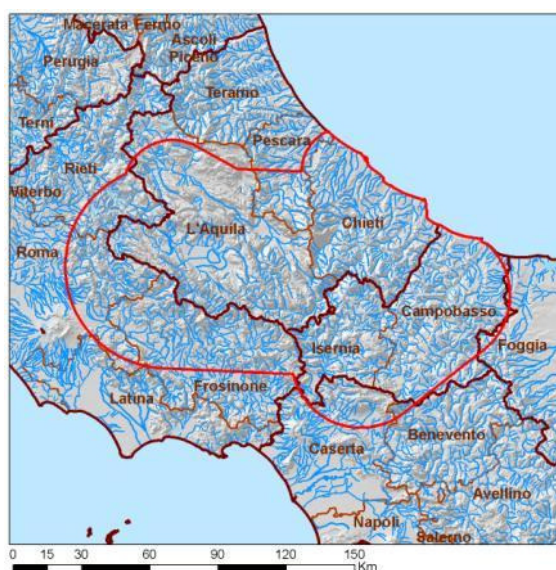 Macerata Fermo
Ascoli
Piceno
Perugia
Teramo
Terni
Pescara
Rieti
Viterbo
L'Aquila
Chieti
Roma
Campobasso
Isernia
Foggia
Frosinone
Latina
Caserta
Benevento
Avellino
Napoli
Salerno
0 15 30 60 90 120 150
Km